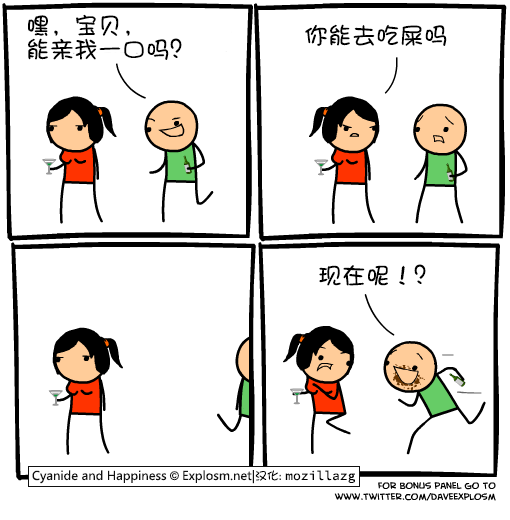 嘿，宝贝，
能亲我一口吗？
你能去吃屎吗
现在呢！？
Cyanide and Happiness © Explosm.net|汉化: mozillazg
FOR BONUS PANEL GO TO
WWW.TWITTER.COM/DAVEEXPLOSM